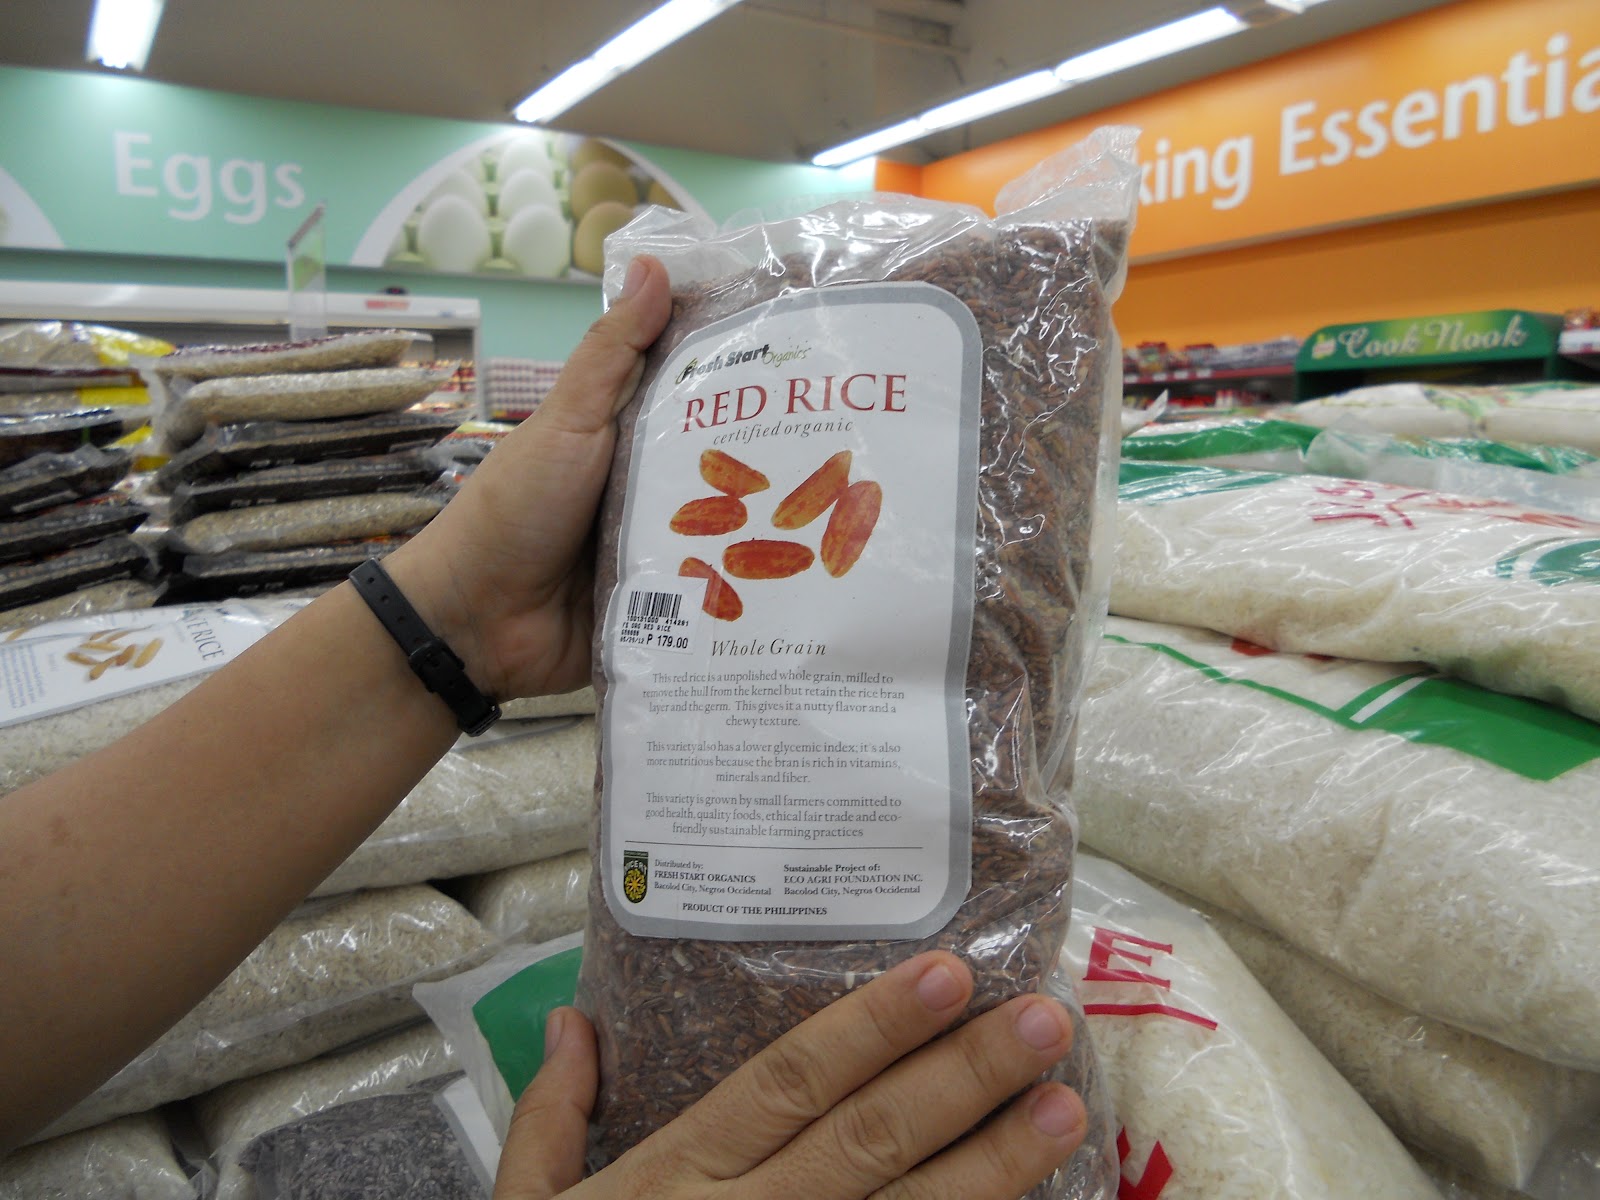 Eggs
king Essentia
Cook Nook
Fresh Start
Organics
RED RICE
certified organic
414281
ORG RED RICE
P 179.00
Whole Grain
This red rice is a unpolished whole grain, milled to
remove the hull from the kernel but retain the rice bran
layer and the germ. This gives it a nutty flavor and a
chewy texture.
This variety also has a lower glycemic index; it's also
more nutritious because the bran is rich in vitamins,
minerals and fiber.
This variety is grown by small farmers committed to
good health, quality foods, ethical fair trade and eco-
friendly sustainable farming practices
Distributed by:
FRESH START ORGANICS
Bacolod City, Negros Occidental
Sustainable Project of:
ECO AGRI FOUNDATION INC.
Bacolod City, Negros Occidental
PRODUCT OF THE PHILIPPINES
RICE